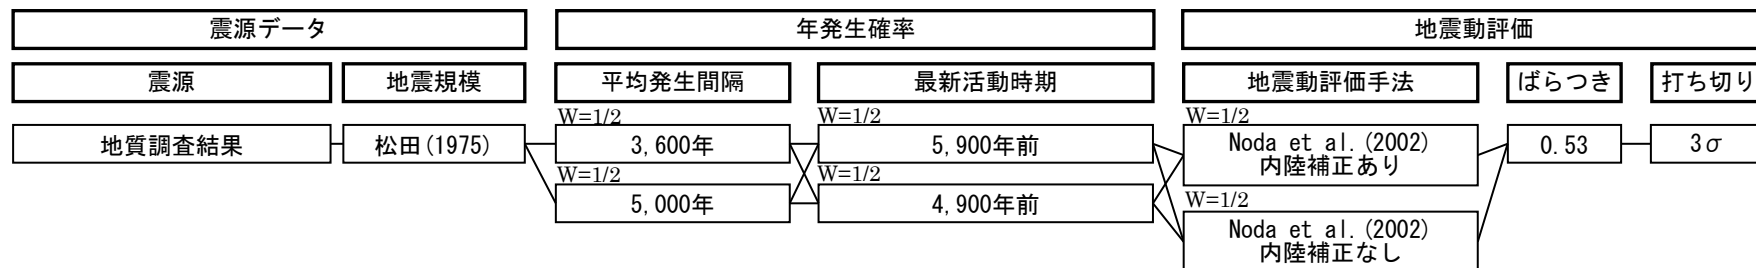 震源データ 年発生確率 地震動評価
震源 地震規模 平均発生間隔 最新活動時期 地震動評価手法 ばらつき 打ち切り
W=1/2 W=1/2 W=1/2
地質調査結果 松田(1975) 3,600年 5,900年前 Noda et al.(2002) 0.53 3σ
内陸補正あり
W=1/2 W=1/2
5,000年 4,900年前
W=1/2
Noda et al.(2002)
内陸補正なし